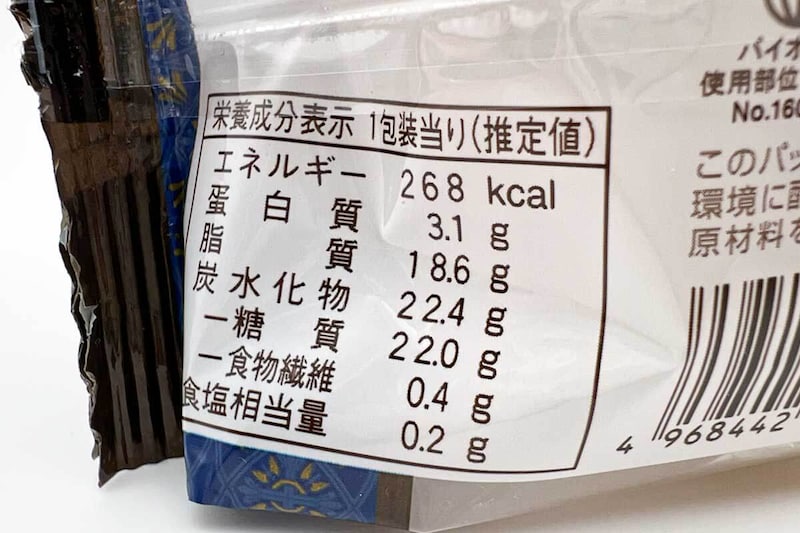 栄養成分表示 1包装当り(推定値)
エネルギー 268 kcal
蛋白質 3.1 g
脂質 18.6 g
炭水化物 22.4 g
ー糖質 22.0 g
ー食物繊維 0.4 g
食塩相当量 0.2 g
バイオ
使用部位
No.160
このパッ
環境に配
原材料を
4 968442